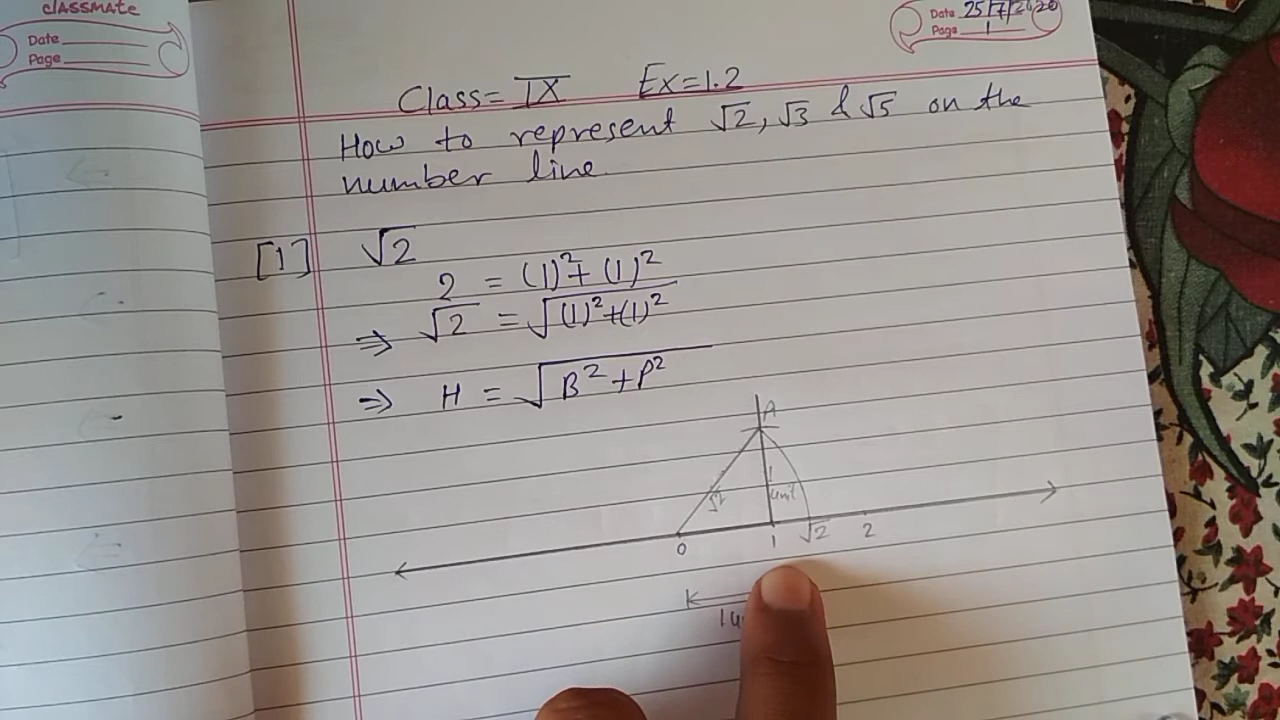 classmate
Date
Page
Date 25/7/2020
Page 1
Class = IX Ex=1.2
How to represent √2, √3 & √5 on the
number line.
[1] √2
2 = (1)²+ (1)²
⇒ √2 = √(1)²+(1)²
⇒ H = √B²+P²
A
√2
1 unit
0 1 √2 2